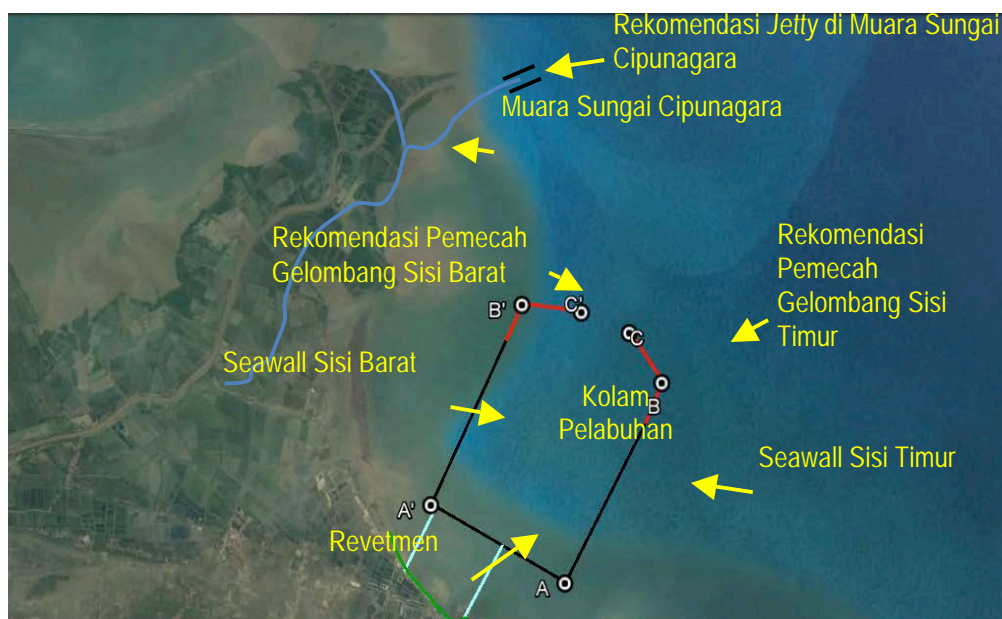 Rekomendasi Jetty di Muara Sungai
Cipunagara
Muara Sungai Cipunagara
Rekomendasi Pemecah
Gelombang Sisi Barat
Rekomendasi
Pemecah
Gelombang Sisi
Timur
B'
C'
C
Seawall Sisi Barat
Kolam
Pelabuhan
B
Seawall Sisi Timur
A'
Revetmen
A